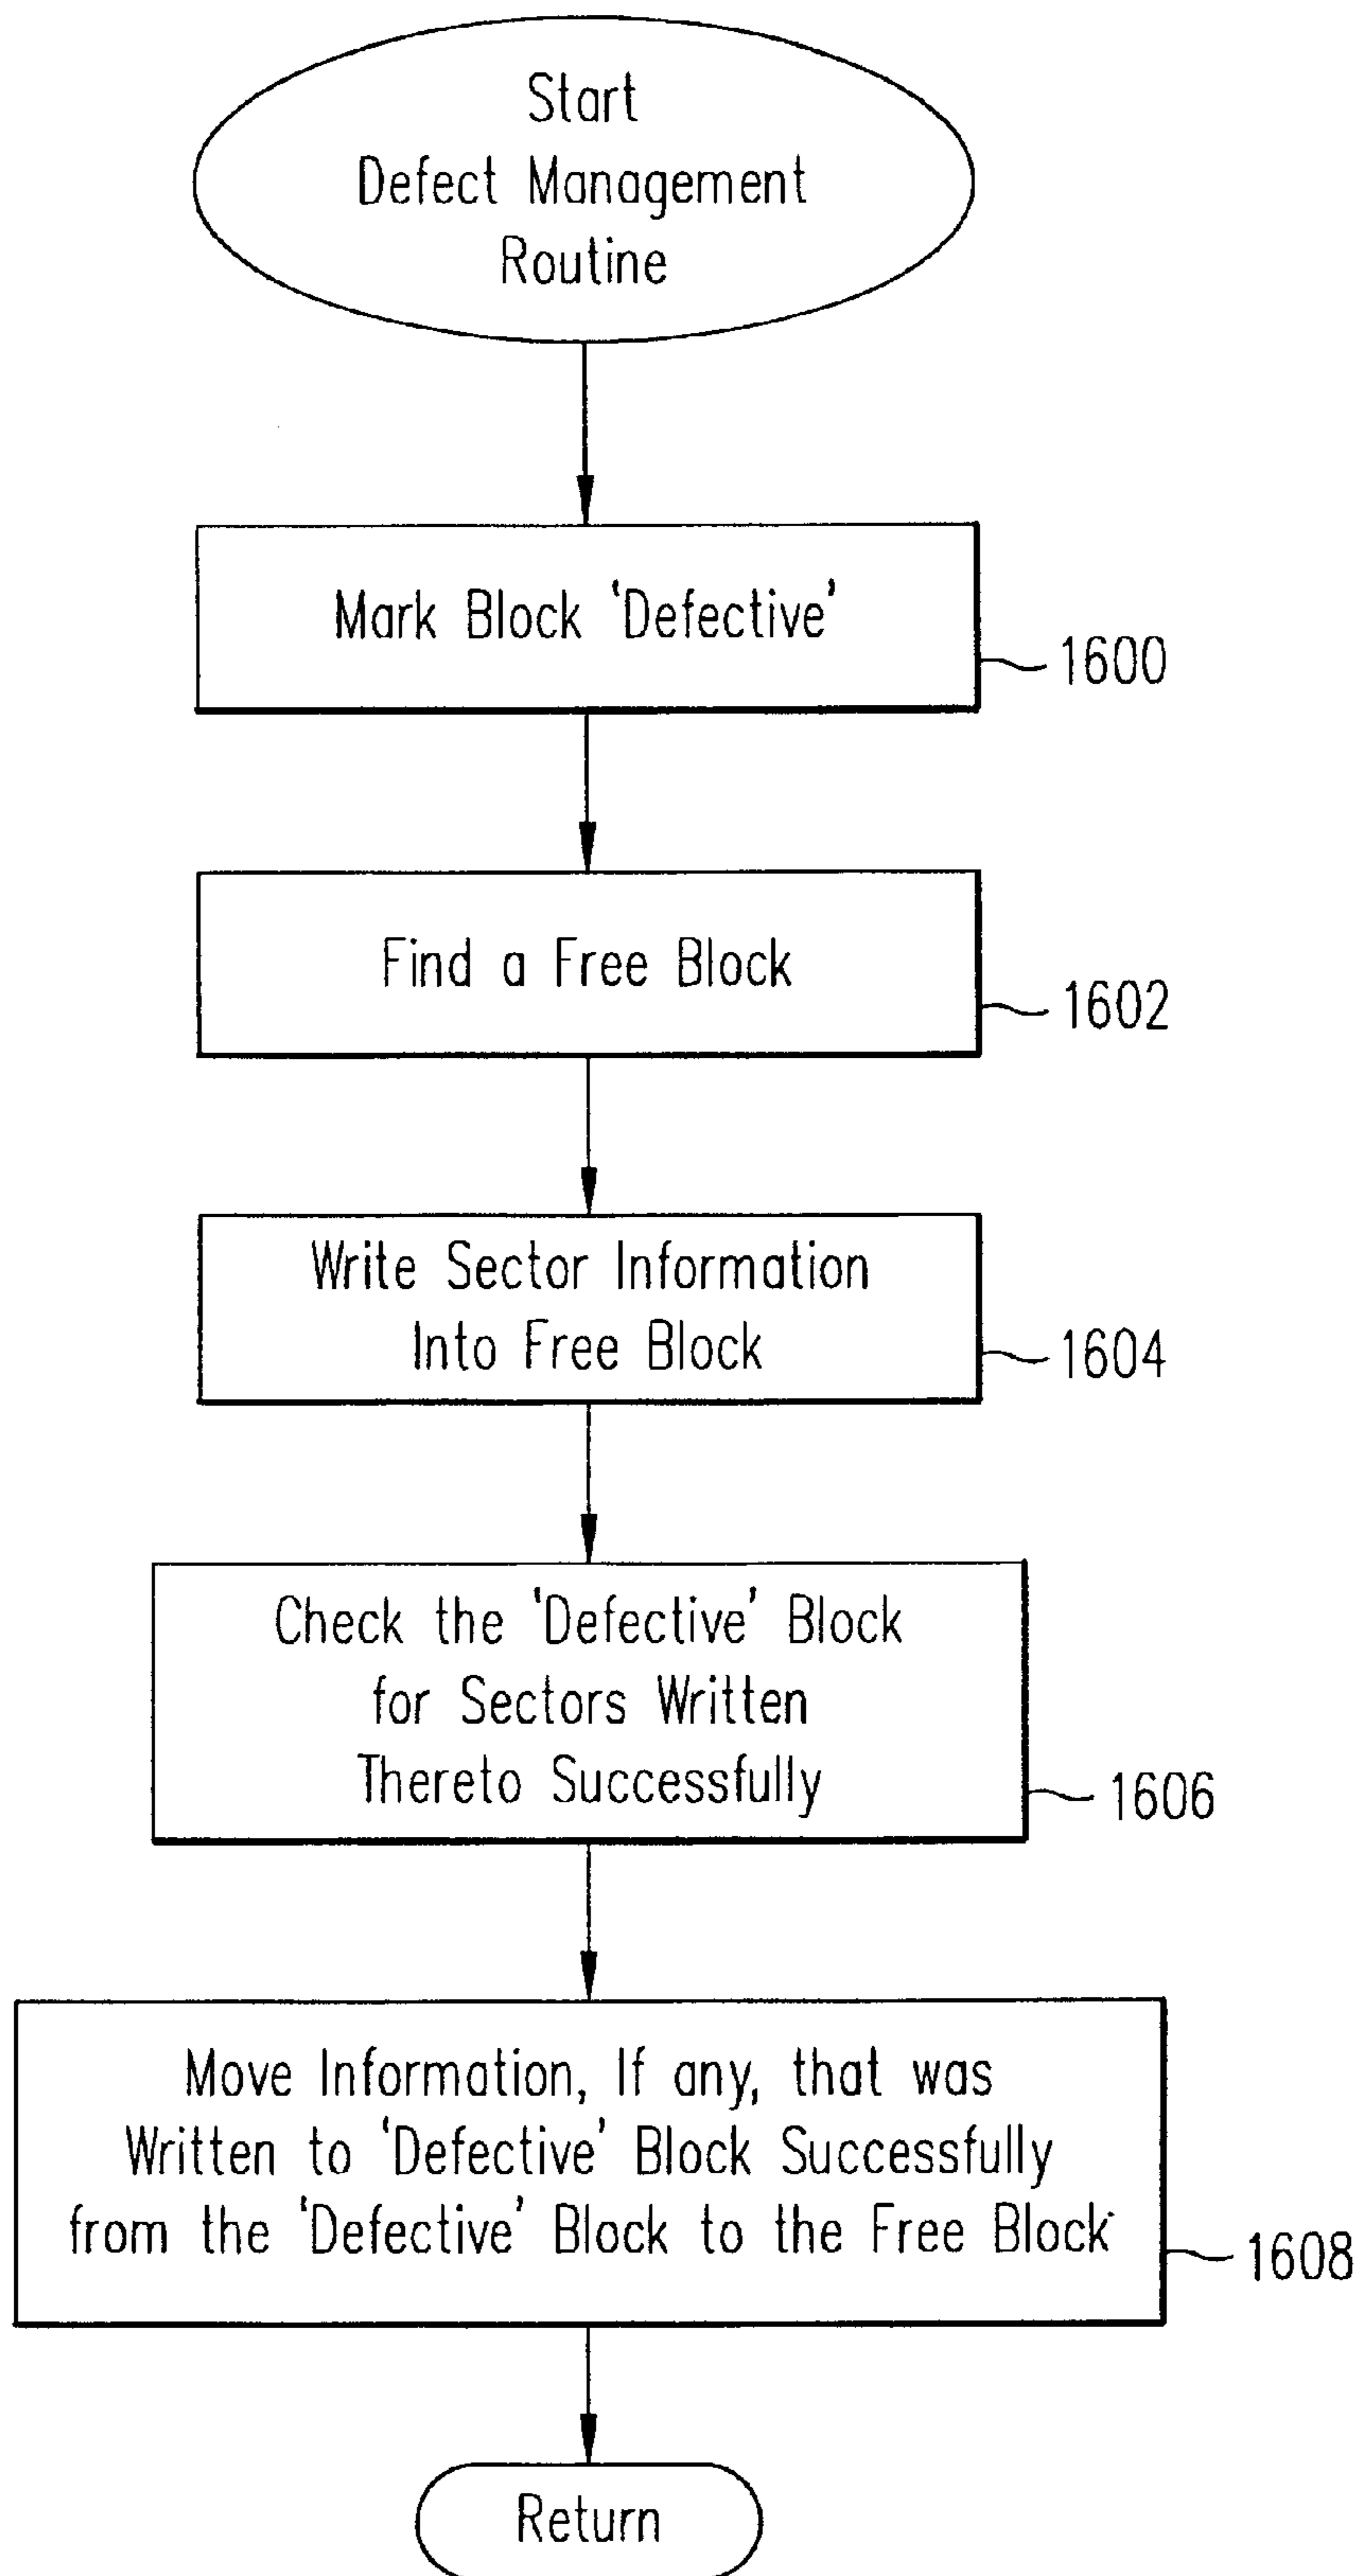 Start
Defect Management
Routine
Mark Block 'Defective'
1600
Find a Free Block
1602
Write Sector Information
Into Free Block
1604
Check the 'Defective' Block
for Sectors Written
Thereto Successfully
1606
Move Information, If any, that was
Written to 'Defective' Block Successfully
from the 'Defective' Block to the Free Block
1608
Return